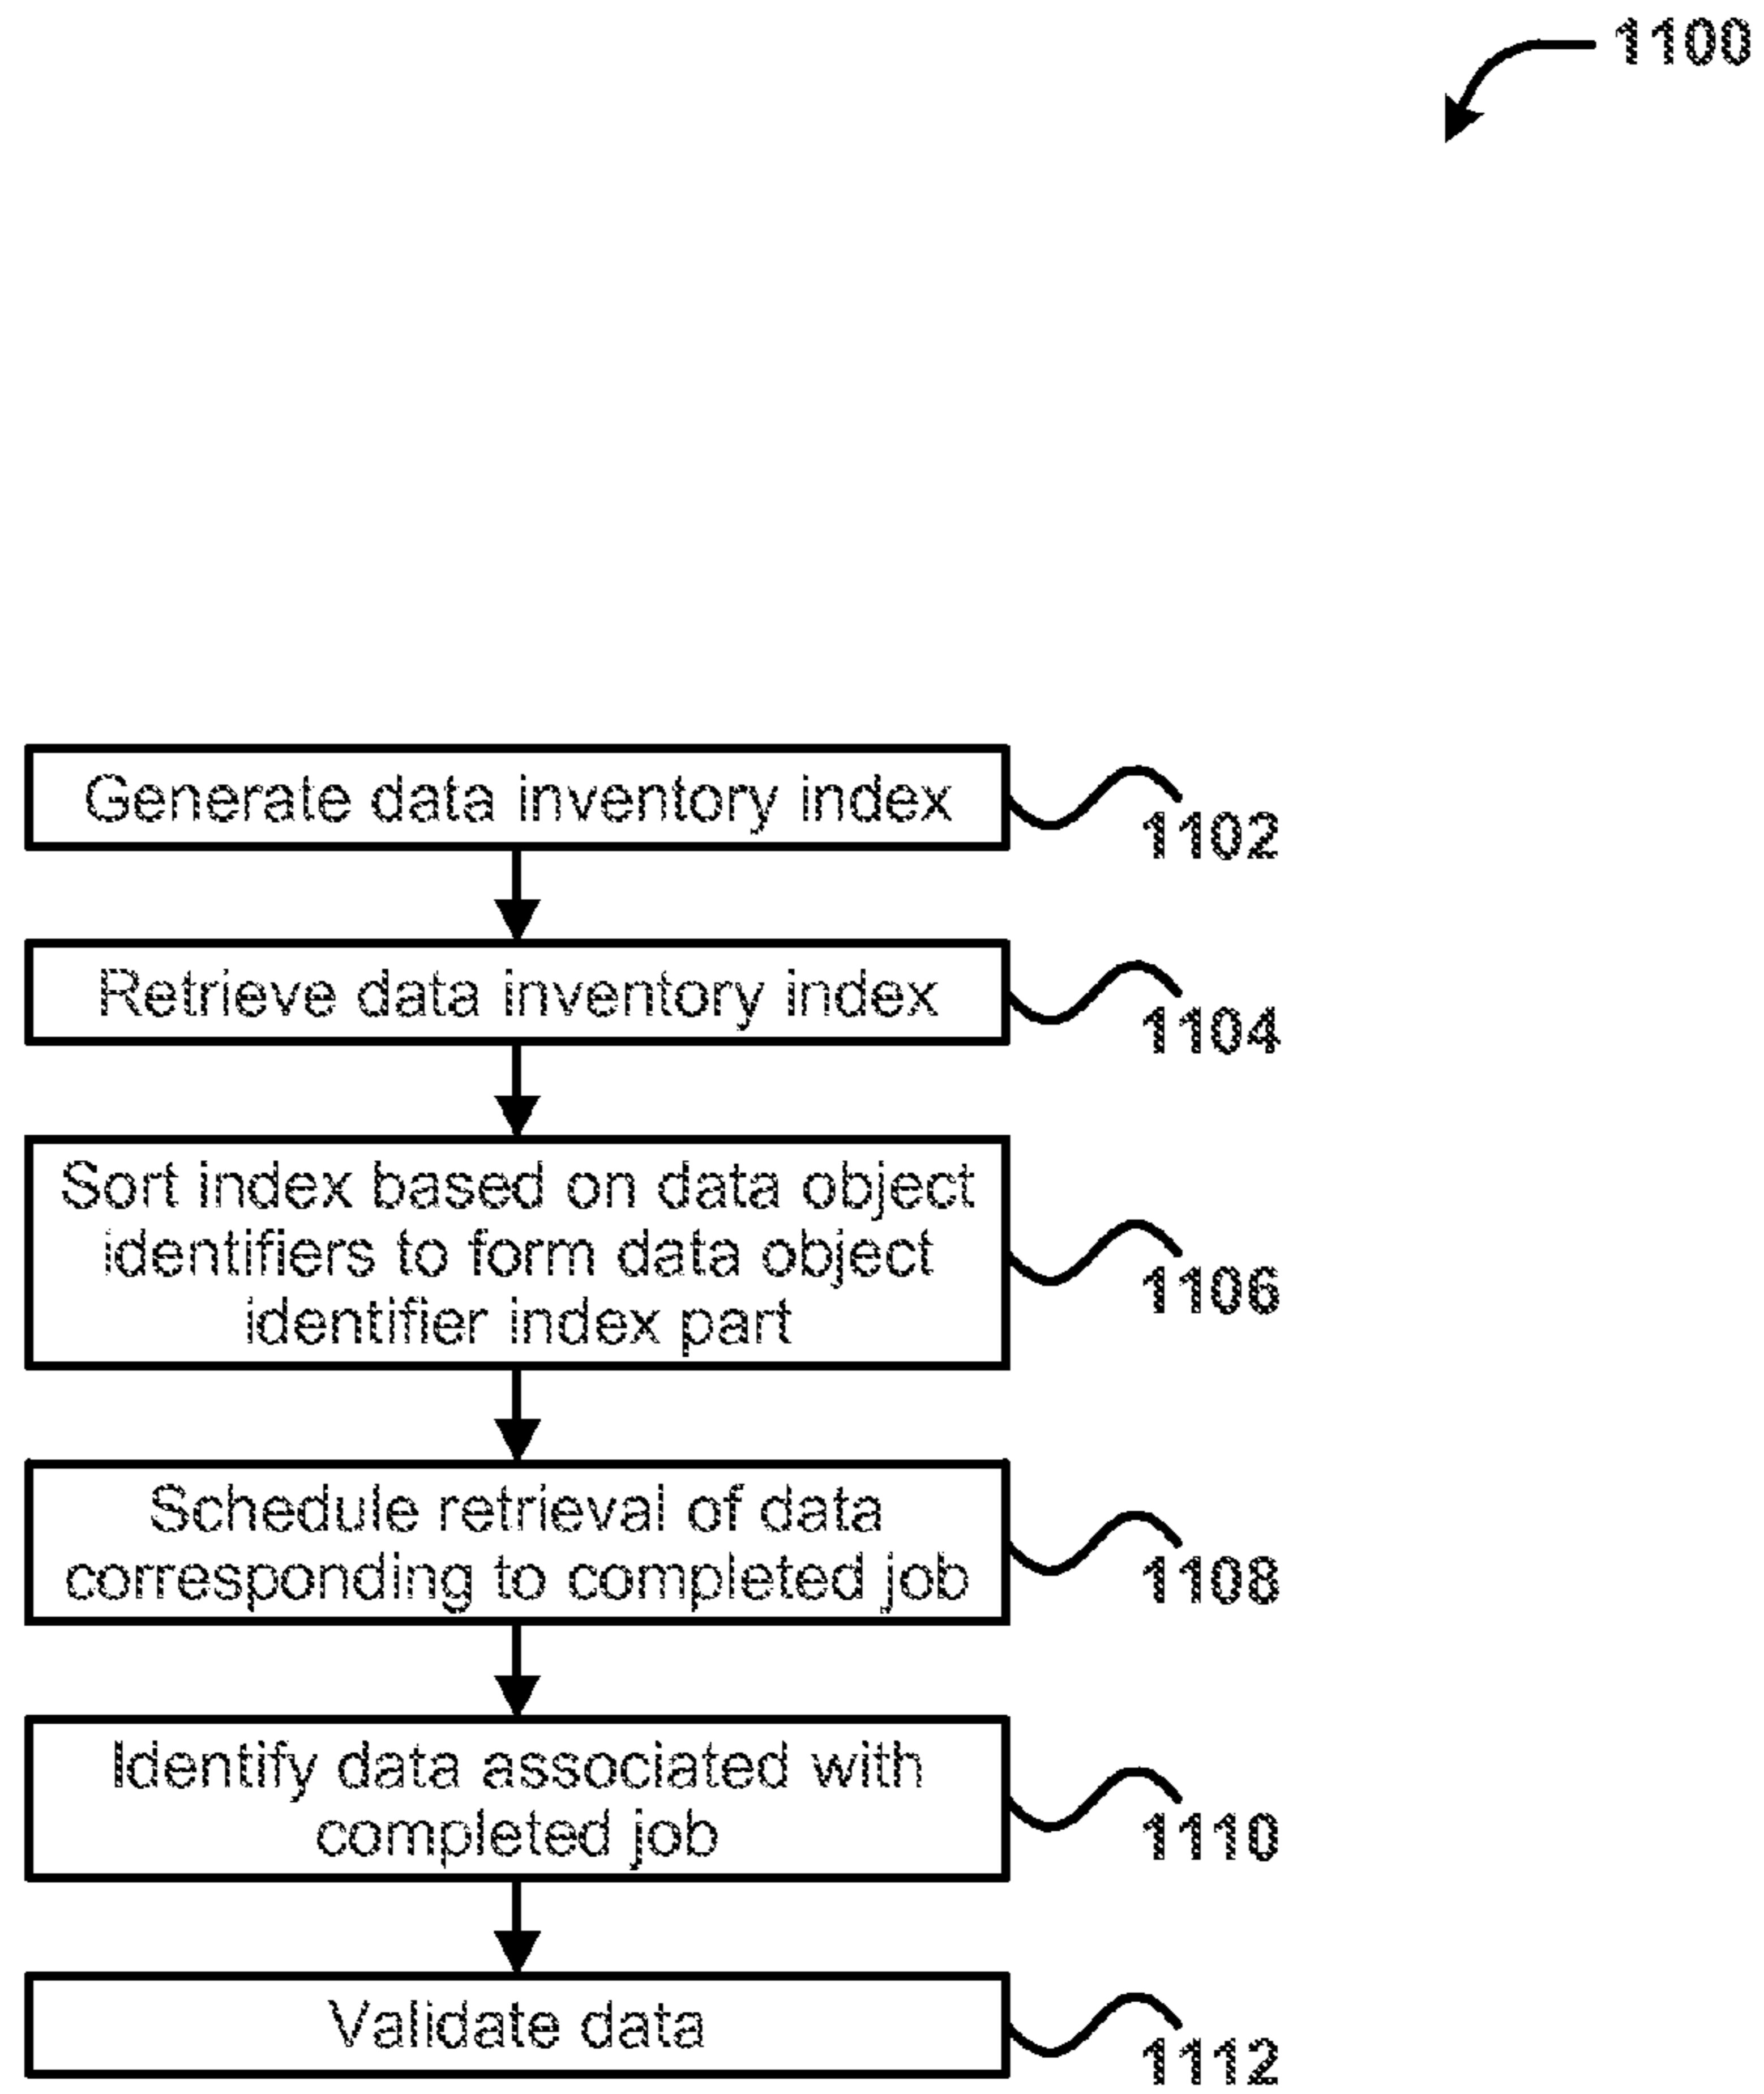 1100
Generate data inventory index
1102
Retrieve data inventory index
1104
Sort index based on data object
identifiers to form data object
identifier index part
1106
Schedule retrieval of data
corresponding to completed job
1108
Identify data associated with
completed job
1110
Validate data
1112